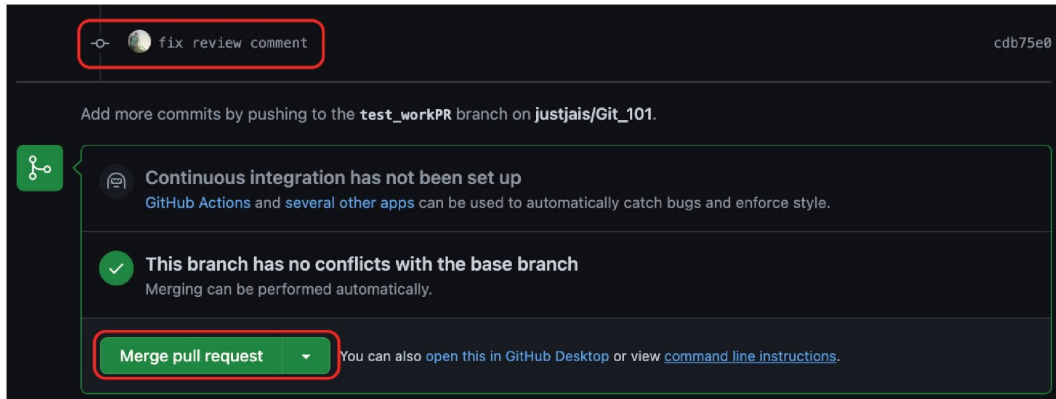 fix review comment
cdb75e0
Add more commits by pushing to the test_workPR branch on justjais/Git_101.
Continuous integration has not been set up
GitHub Actions and several other apps can be used to automatically catch bugs and enforce style.
This branch has no conflicts with the base branch
Merging can be performed automatically.
Merge pull request
You can also open this in GitHub Desktop or view command line instructions.